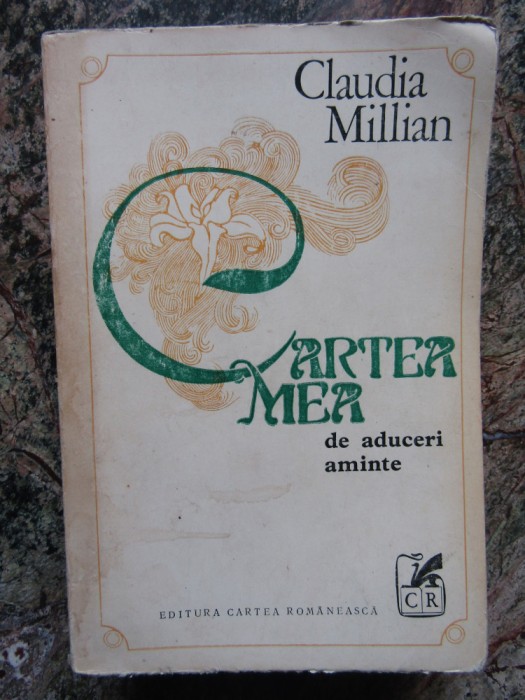 Claudia
Millian
CARTEA
MEA
de aduceri
aminte
CR
EDITURA CARTEA ROMÂNEASCĂ